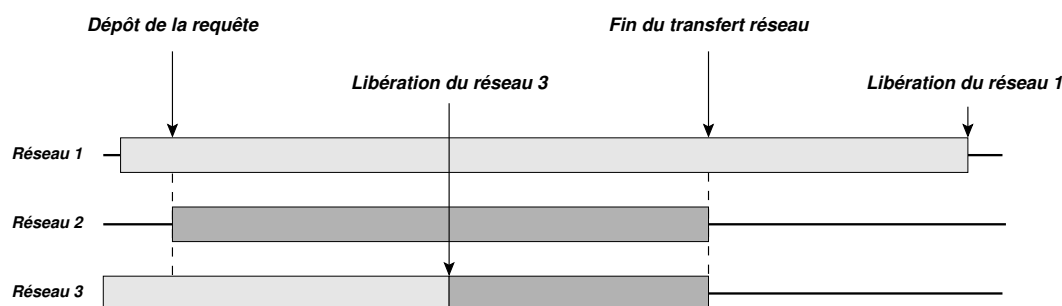 Dépôt de la requête
Fin du transfert réseau
Libération du réseau 3
Libération du réseau 1
Réseau 1
Réseau 2
Réseau 3